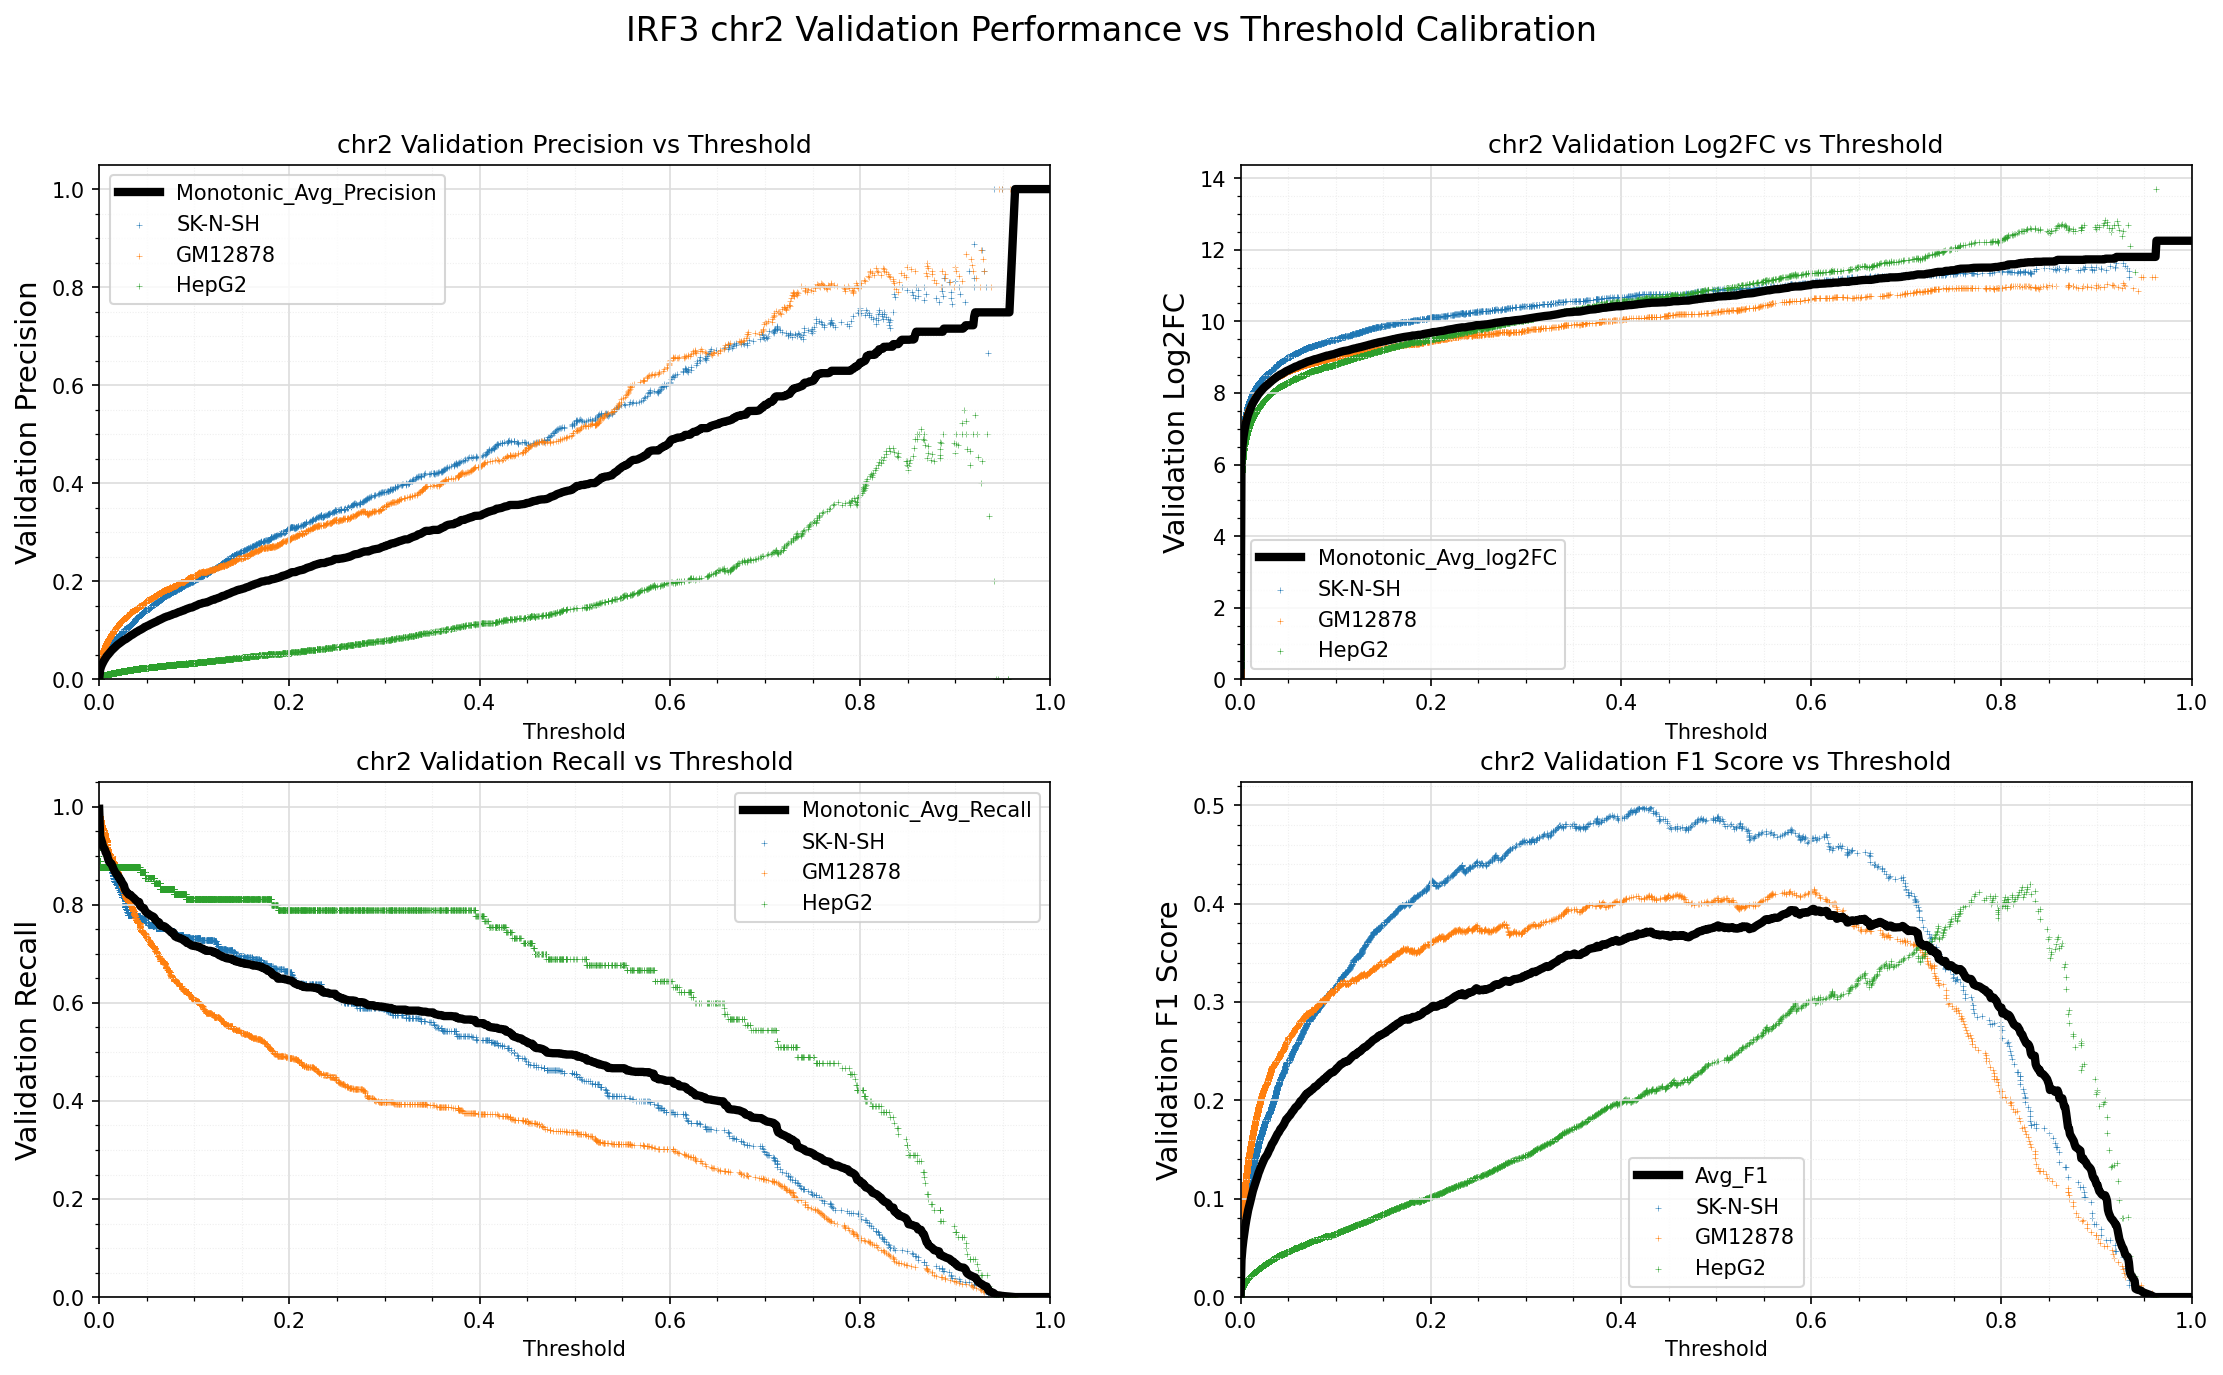 IRF3 chr2 Validation Performance vs Threshold Calibration
chr2 Validation Precision vs Threshold
Validation Precision
1.0
0.8
0.6
0.4
0.2
0.0
Monotonic_Avg_Precision
SK-N-SH
GM12878
HepG2
0.0 0.2 0.4 0.6 0.8 1.0
Threshold
chr2 Validation Log2FC vs Threshold
Validation Log2FC
14
12
10
8
6
4
2
0
Monotonic_Avg_log2FC
SK-N-SH
GM12878
HepG2
0.0 0.2 0.4 0.6 0.8 1.0
Threshold
chr2 Validation Recall vs Threshold
Validation Recall
1.0
0.8
0.6
0.4
0.2
0.0
Monotonic_Avg_Recall
SK-N-SH
GM12878
HepG2
0.0 0.2 0.4 0.6 0.8 1.0
Threshold
chr2 Validation F1 Score vs Threshold
Validation F1 Score
0.5
0.4
0.3
0.2
0.1
0.0
Avg_F1
SK-N-SH
GM12878
HepG2
0.0 0.2 0.4 0.6 0.8 1.0
Threshold